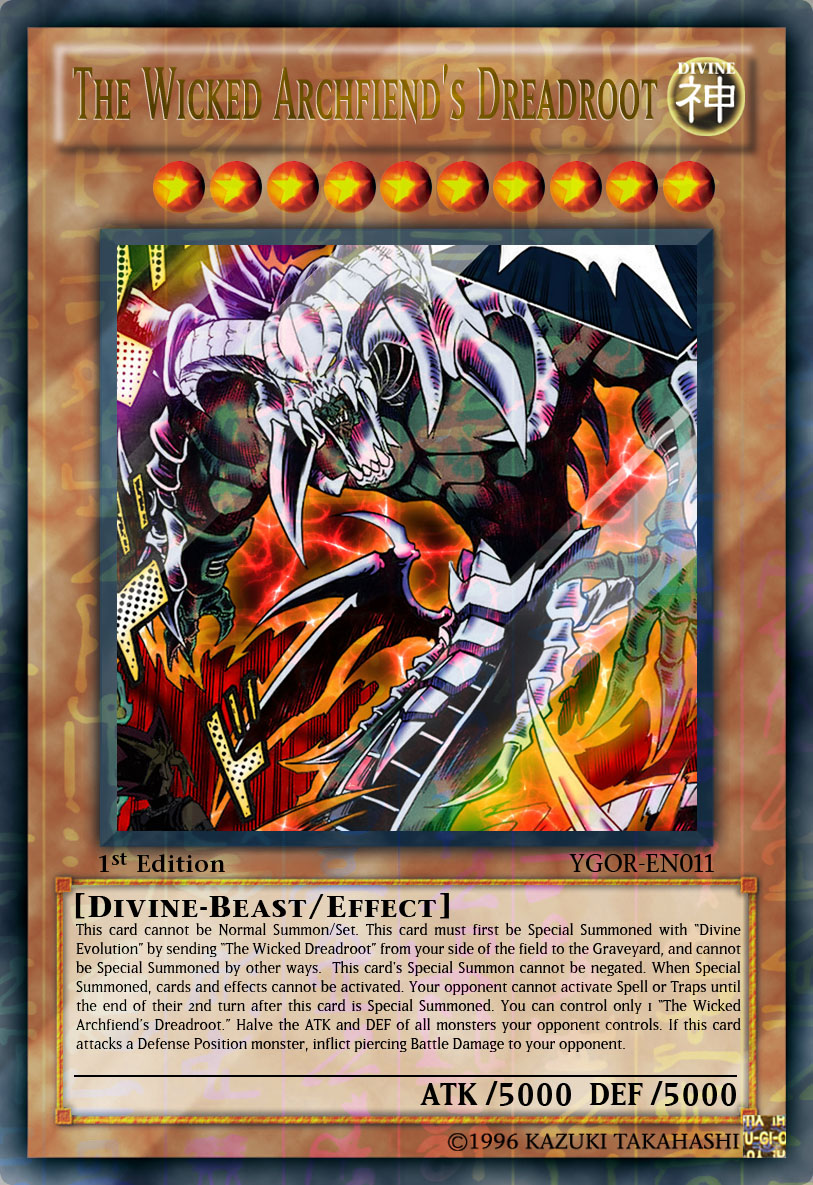 The Wicked Archfiend's Dreadroot
DIVINE
神
ド
1st Edition YGOR-EN011
[Divine-Beast/Effect]
This card cannot be Normal Summon/Set. This card must first be Special Summoned with "Divine
Evolution" by sending "The Wicked Dreadroot" from your side of the field to the Graveyard, and cannot
be Special Summoned by other ways. This card's Special Summon cannot be negated. When Special
Summoned, cards and effects cannot be activated. Your opponent cannot activate Spell or Traps until
the end of their 2nd turn after this card is Special Summoned. You can control only 1 "The Wicked
Archfiend's Dreadroot." Halve the ATK and DEF of all monsters your opponent controls. If this card
attacks a Defense Position monster, inflict piercing Battle Damage to your opponent.
ATK /5000 DEF /5000
©1996 KAZUKI TAKAHASHI